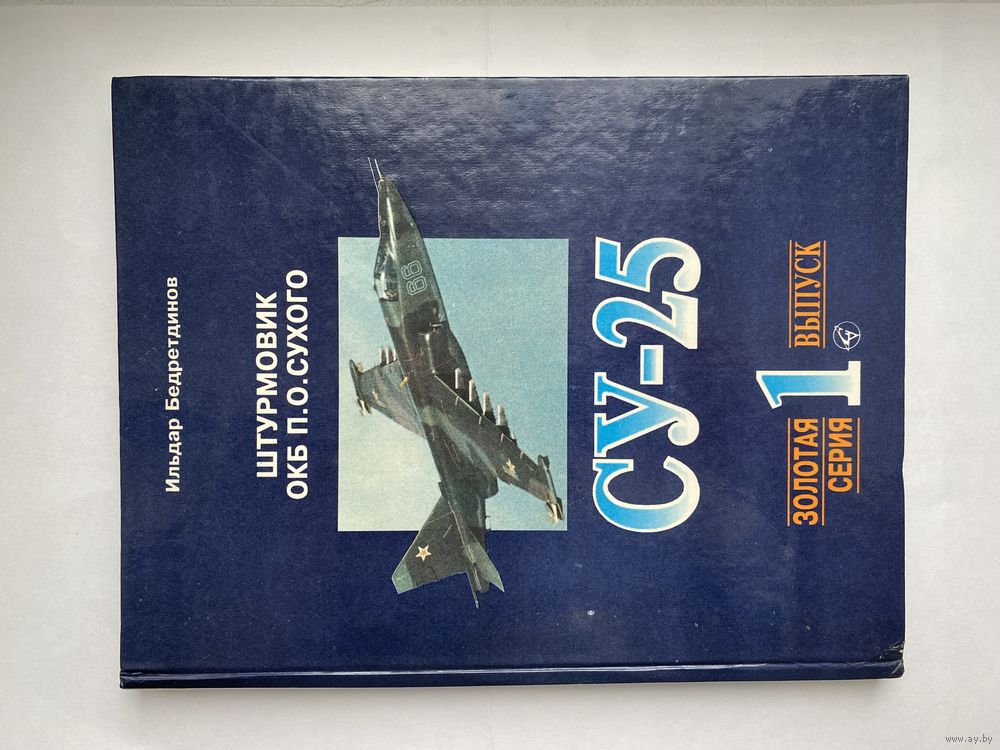 Ильдар Бедретдинов
ШТУРМОВИК
ОКБ П.О.СУХОГО
66
СУ-25
ЗОЛОТАЯ
СЕРИЯ
1
ВЫПУСК
www.ay.by